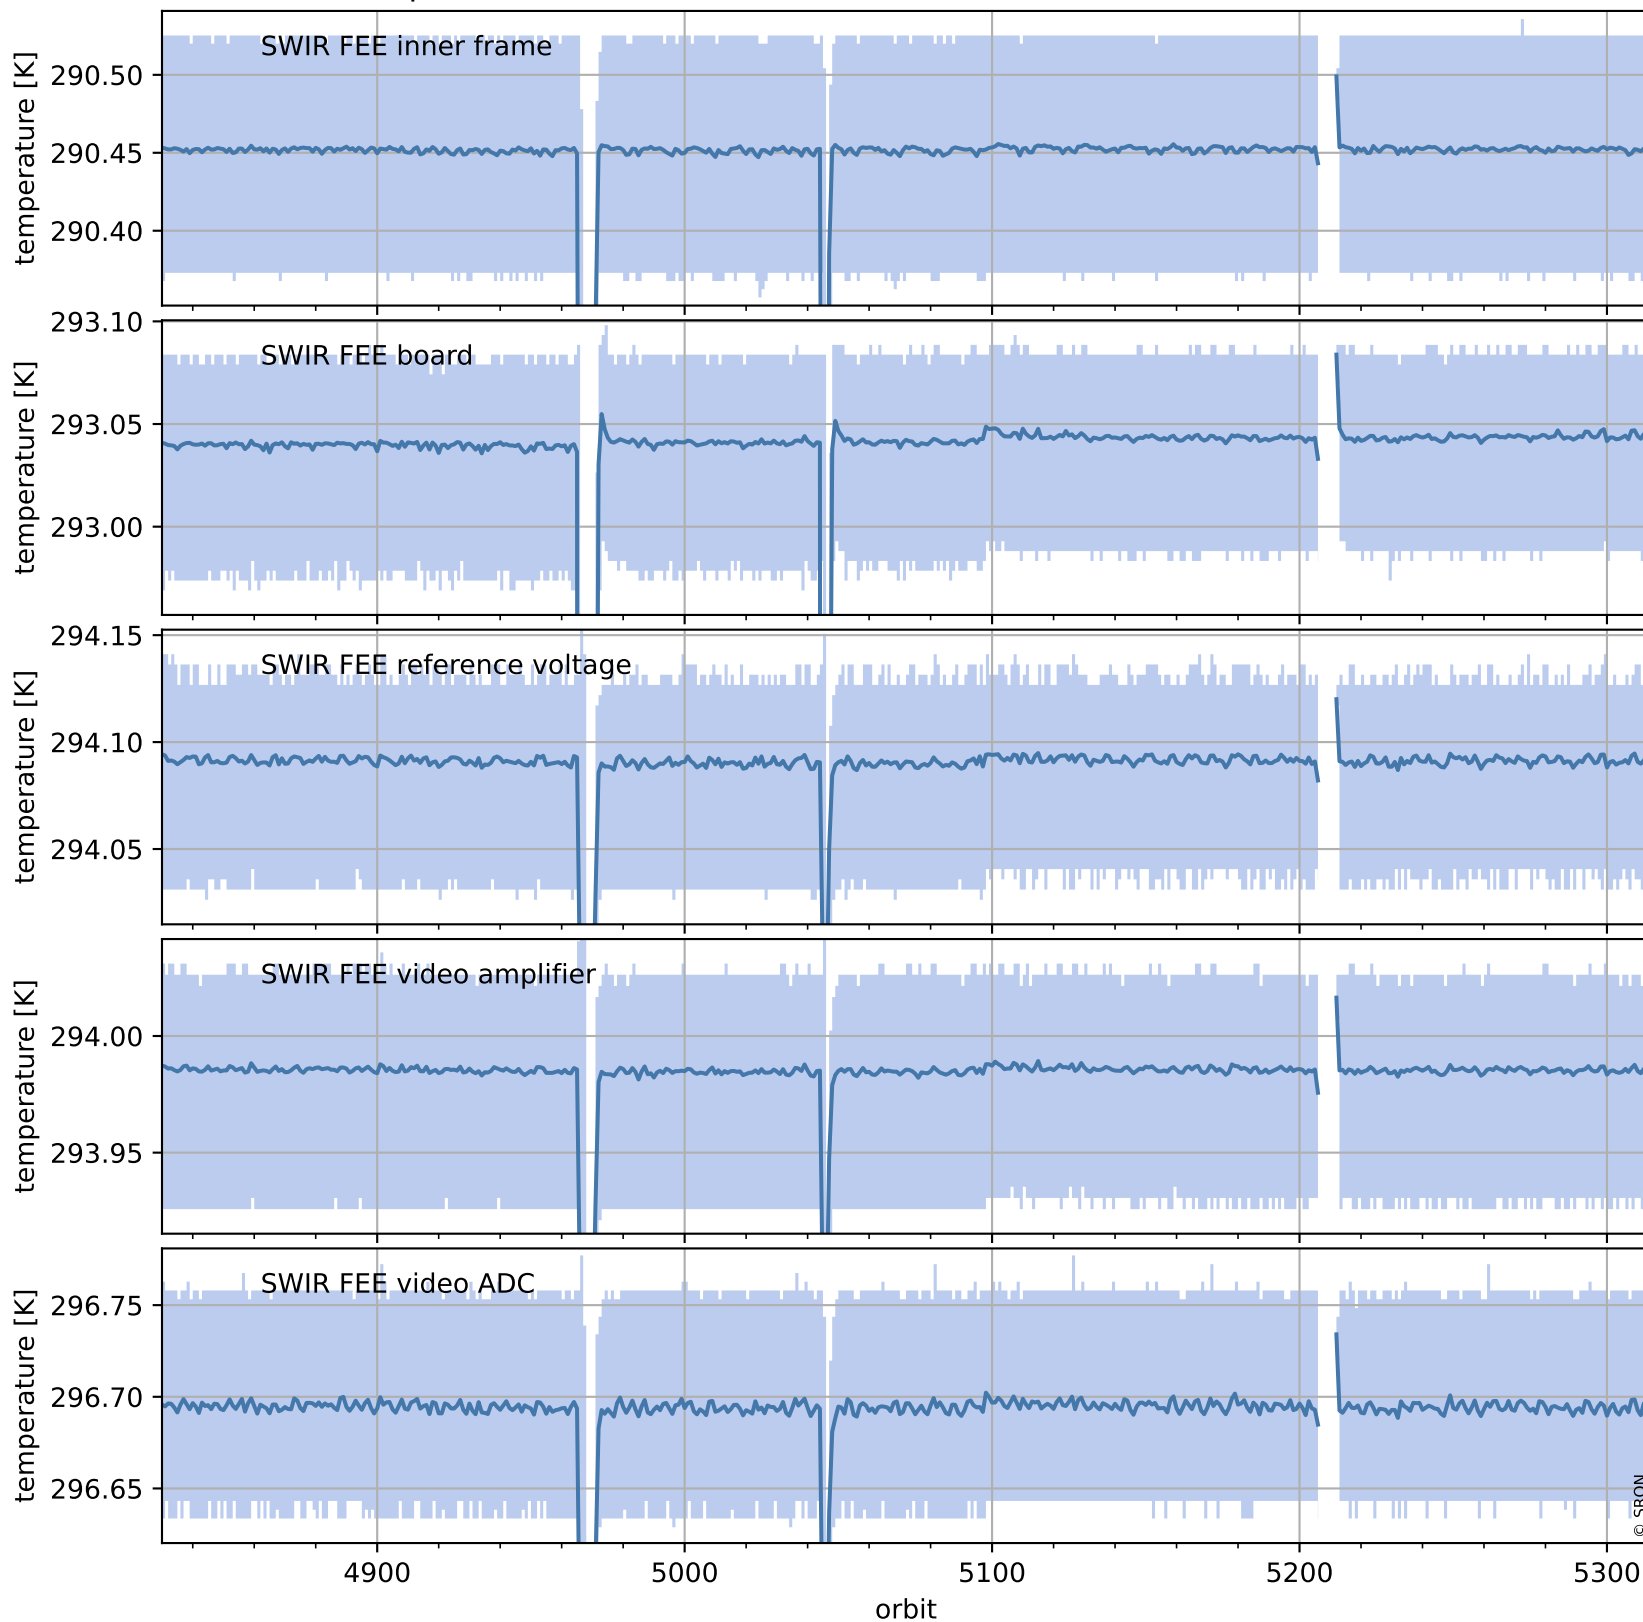 SWIR FEE inner frame
temperature [K]
290.50
290.45
290.40
SWIR FEE board
temperature [K]
293.10
293.05
293.00
SWIR FEE reference voltage
temperature [K]
294.15
294.10
294.05
SWIR FEE video amplifier
temperature [K]
294.00
293.95
SWIR FEE video ADC
temperature [K]
296.75
296.70
296.65
4900 5000 5100 5200 5300
orbit
© SRON